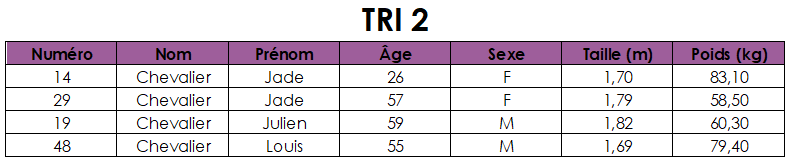 TRI 2
Numéro Nom Prénom Âge Sexe Taille (m) Poids (kg)
14 Chevalier Jade 26 F 1,70 83,10
29 Chevalier Jade 57 F 1,79 58,50
19 Chevalier Julien 59 M 1,82 60,30
48 Chevalier Louis 55 M 1,69 79,40